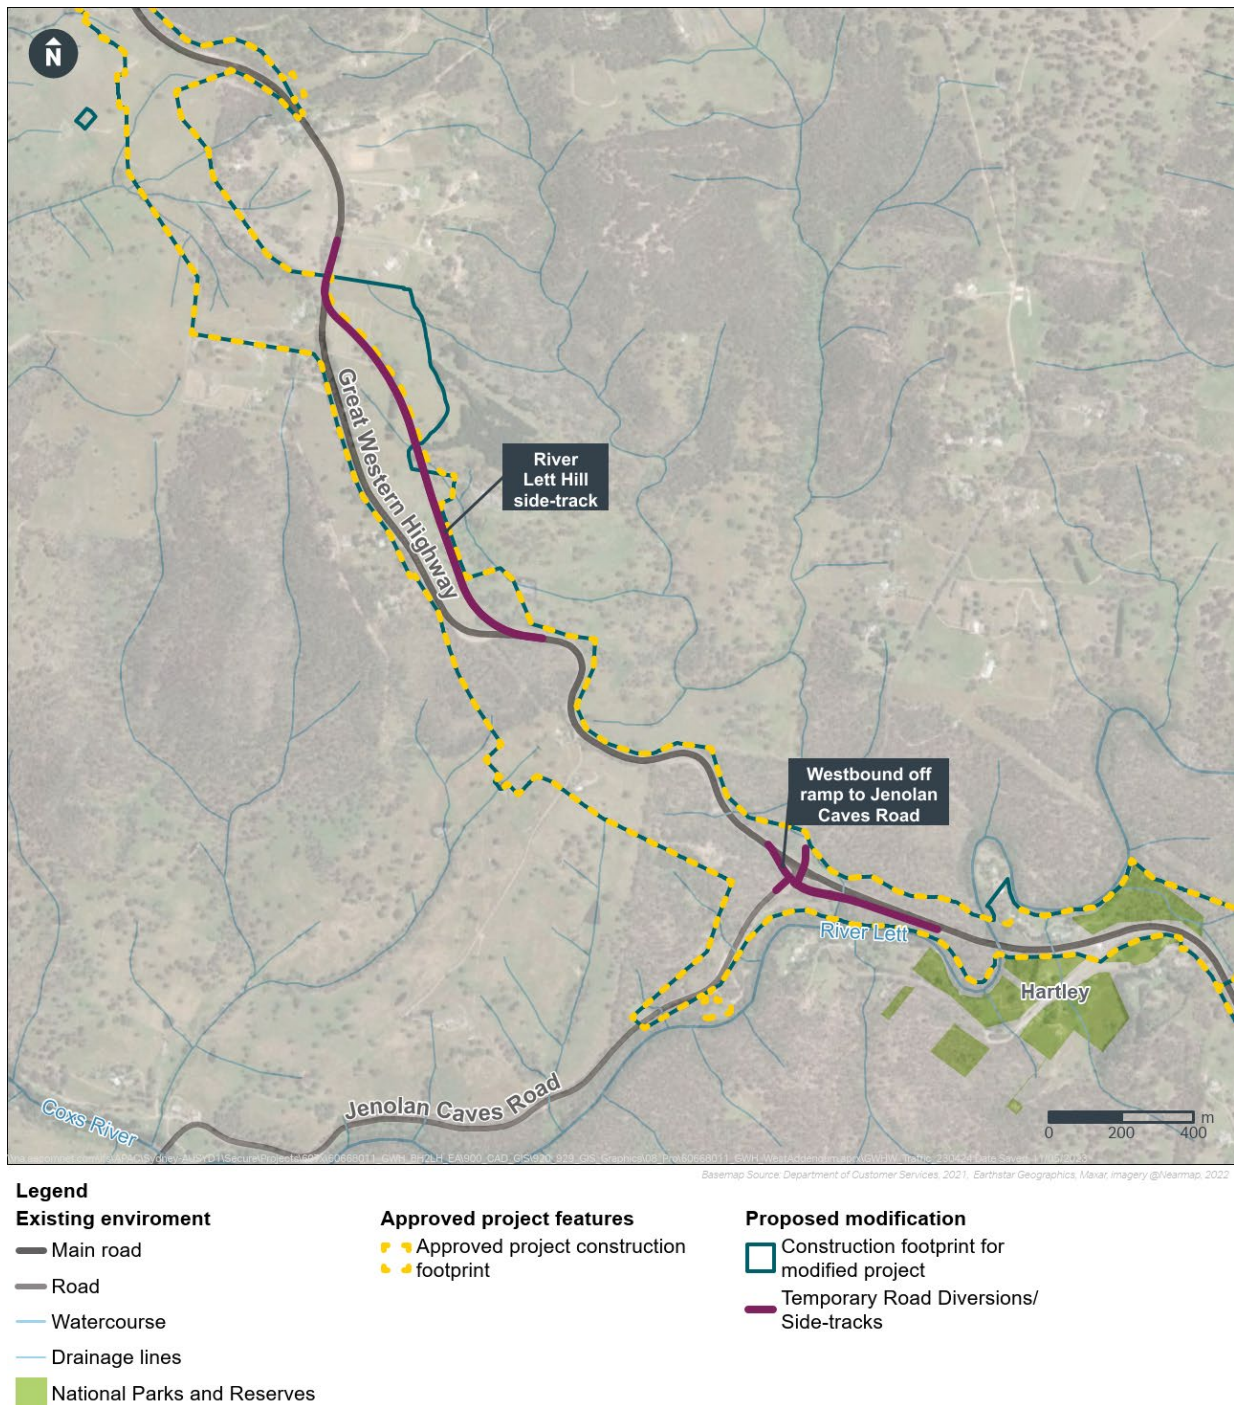 N
Great Western Highway
River
Lett Hill
side-track
Westbound off
ramp to Jenolan
Caves Road
River Lett
Hartley
Jenolan Caves Road
Coxs River
m
0 200 400
Basemap Source: Department of Customer Services, 2021, Earthstar Geographics, Maxar, imagery @Nearmap, 2022
Legend
Existing enviroment
Main road
Road
Watercourse
Drainage lines
National Parks and Reserves
Approved project features
Approved project construction
footprint
Proposed modification
Construction footprint for
modified project
Temporary Road Diversions/
Side-tracks